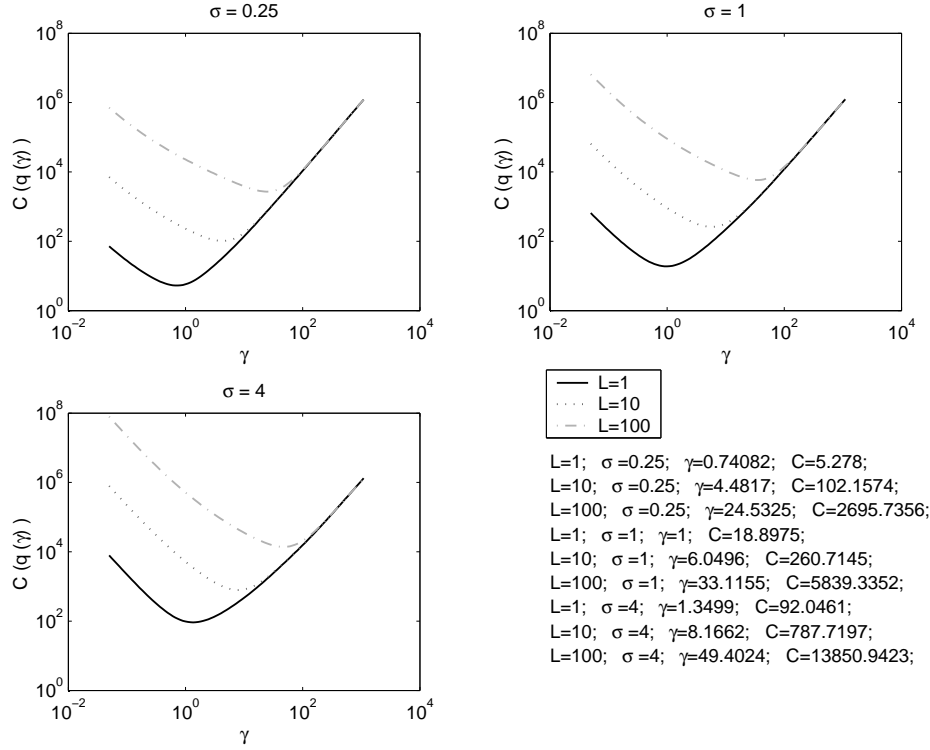 σ = 0.25
10^8
10^6
10^4
10^2
10^0
C (q (γ) )
10^−2
10^0
10^2
10^4
γ
σ = 1
10^8
10^6
10^4
10^2
10^0
C (q (γ) )
10^−2
10^0
10^2
10^4
γ
σ = 4
10^8
10^6
10^4
10^2
10^0
C (q (γ) )
10^−2
10^0
10^2
10^4
γ
L=1
L=10
L=100
L=1; σ =0.25; γ=0.74082; C=5.278;
L=10; σ =0.25; γ=4.4817; C=102.1574;
L=100; σ =0.25; γ=24.5325; C=2695.7356;
L=1; σ =1; γ=1; C=18.8975;
L=10; σ =1; γ=6.0496; C=260.7145;
L=100; σ =1; γ=33.1155; C=5839.3352;
L=1; σ =4; γ=1.3499; C=92.0461;
L=10; σ =4; γ=8.1662; C=787.7197;
L=100; σ =4; γ=49.4024; C=13850.9423;